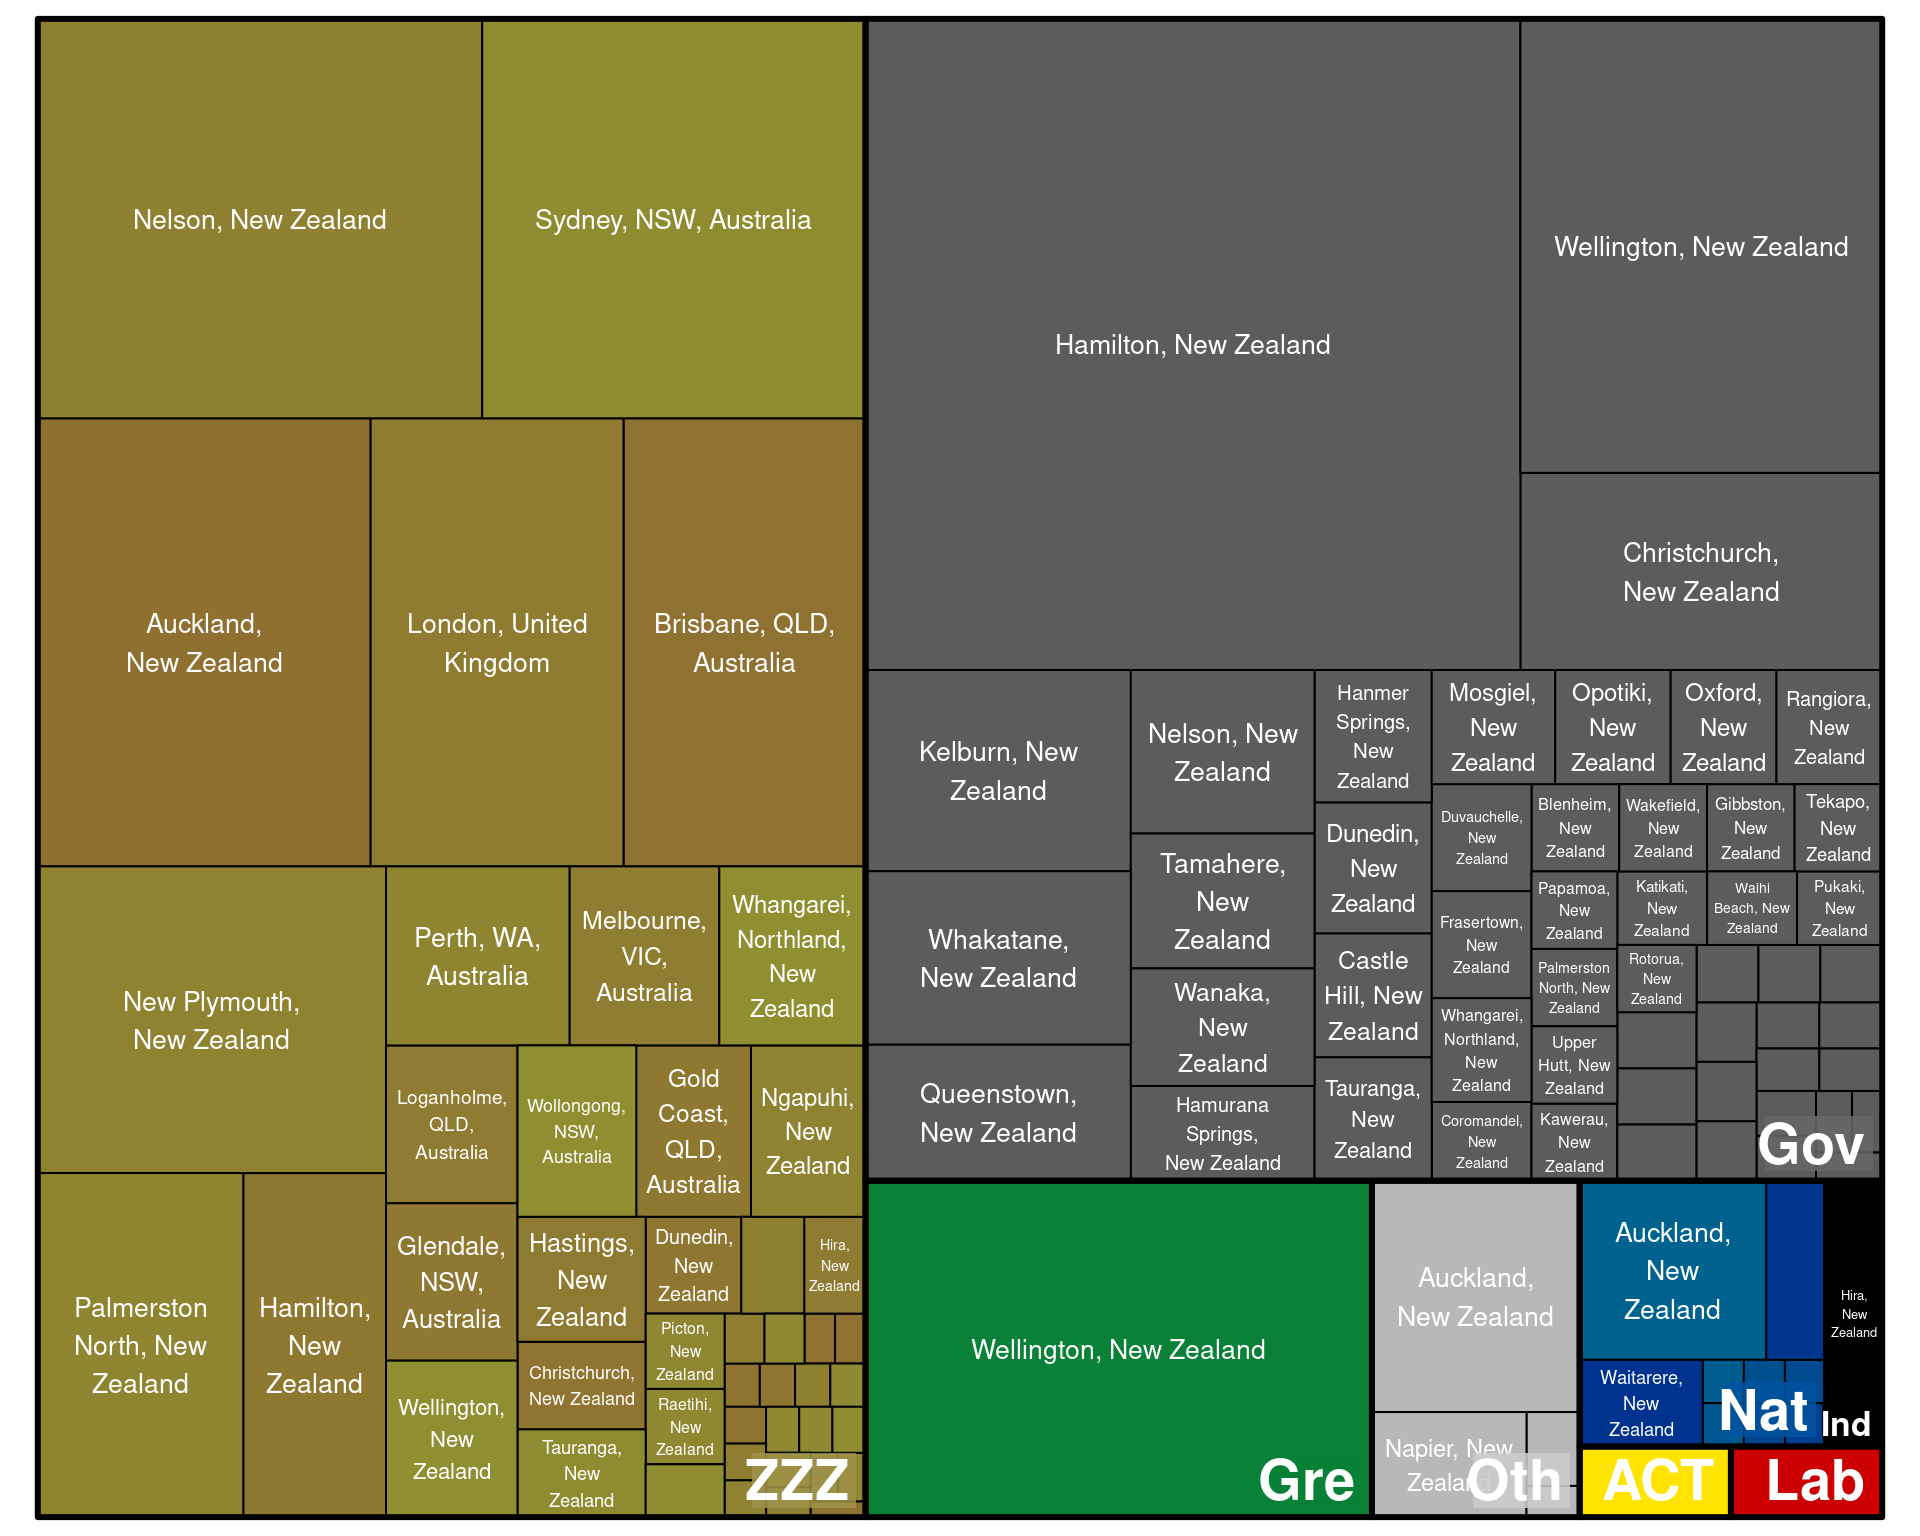 Nelson, New Zealand
Sydney, NSW, Australia
Auckland,
New Zealand
London, United
Kingdom
Brisbane, QLD,
Australia
New Plymouth,
New Zealand
Perth, WA,
Australia
Melbourne,
VIC,
Australia
Whangarei,
Northland,
New
Zealand
Loganholme,
QLD,
Australia
Wollongong,
NSW,
Australia
Gold
Coast,
QLD,
Australia
Ngapuhi,
New
Zealand
Palmerston
North, New
Zealand
Hamilton,
New
Zealand
Glendale,
NSW,
Australia
Wellington,
New
Zealand
Hastings,
New
Zealand
Christchurch,
New Zealand
Tauranga,
New
Zealand
Dunedin,
New
Zealand
Hira,
New
Zealand
Picton,
New
Zealand
Raetihi,
New
Zealand
ZZZ
Hamilton, New Zealand
Wellington, New Zealand
Christchurch,
New Zealand
Kelburn, New
Zealand
Whakatane,
New Zealand
Queenstown,
New Zealand
Nelson, New
Zealand
Tamahere,
New
Zealand
Wanaka,
New
Zealand
Hamurana
Springs,
New Zealand
Hanmer
Springs,
New
Zealand
Dunedin,
New
Zealand
Castle
Hill, New
Zealand
Tauranga,
New
Zealand
Mosgiel,
New
Zealand
Opotiki,
New
Zealand
Oxford,
New
Zealand
Rangiora,
New
Zealand
Duvauchelle,
New
Zealand
Frasertown,
New
Zealand
Whangarei,
Northland,
New
Zealand
Coromandel,
New
Zealand
Blenheim,
New
Zealand
Wakefield,
New
Zealand
Gibbston,
New
Zealand
Tekapo,
New
Zealand
Papamoa,
New
Zealand
Katikati,
New
Zealand
Waihi
Beach, New
Zealand
Pukaki,
New
Zealand
Palmerston
North, New
Zealand
Rotorua,
New
Zealand
Upper
Hutt, New
Zealand
Kawerau,
New
Zealand
Gov
Wellington, New Zealand
Gre
Auckland,
New Zealand
Napier, New
Zealand
Oth
Auckland,
New
Zealand
Waitarere,
New
Zealand
Nat
Hira,
New
Zealand
Ind
ACT
Lab